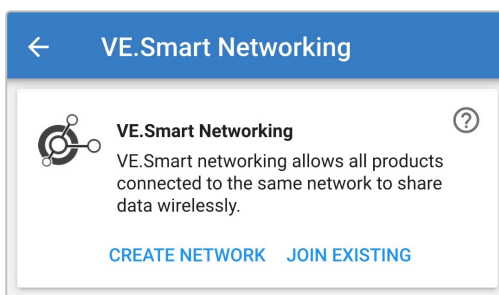 VE.Smart Networking
VE.Smart Networking
VE.Smart networking allows all products
connected to the same network to share
data wirelessly.
CREATE NETWORK JOIN EXISTING